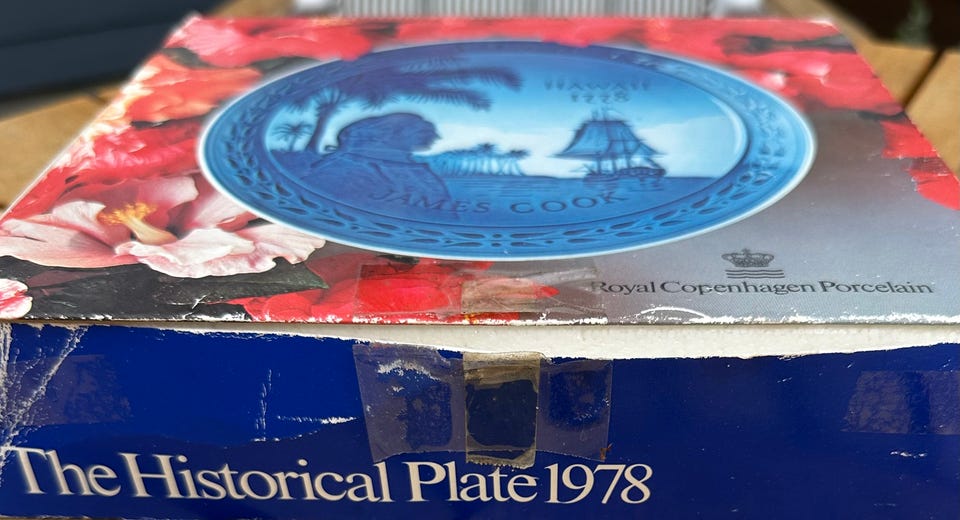 HAWAII
1778
JAMES COOK
Royal Copenhagen Porcelain
The Historical Plate 1978